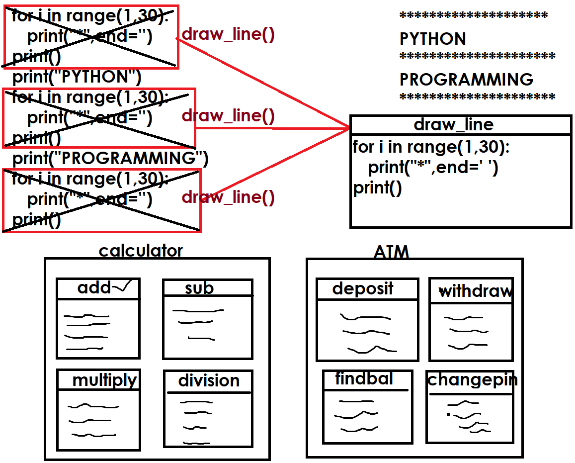 for i in range(1,30):
print("*",end='')
draw_line()
print()
print("PYTHON")
for i in range(1,30):
print("*",end='')
draw_line()
print()
print("PROGRAMMING")
for i in range(1,30):
print("*",end='')
draw_line()
print()
*******************
PYTHON
********************
PROGRAMMING
********************
draw_line
for i in range(1,30):
print("*",end=' ')
print()
calculator
add
sub
multiply
division
ATM
deposit
withdraw
findbal
changepin